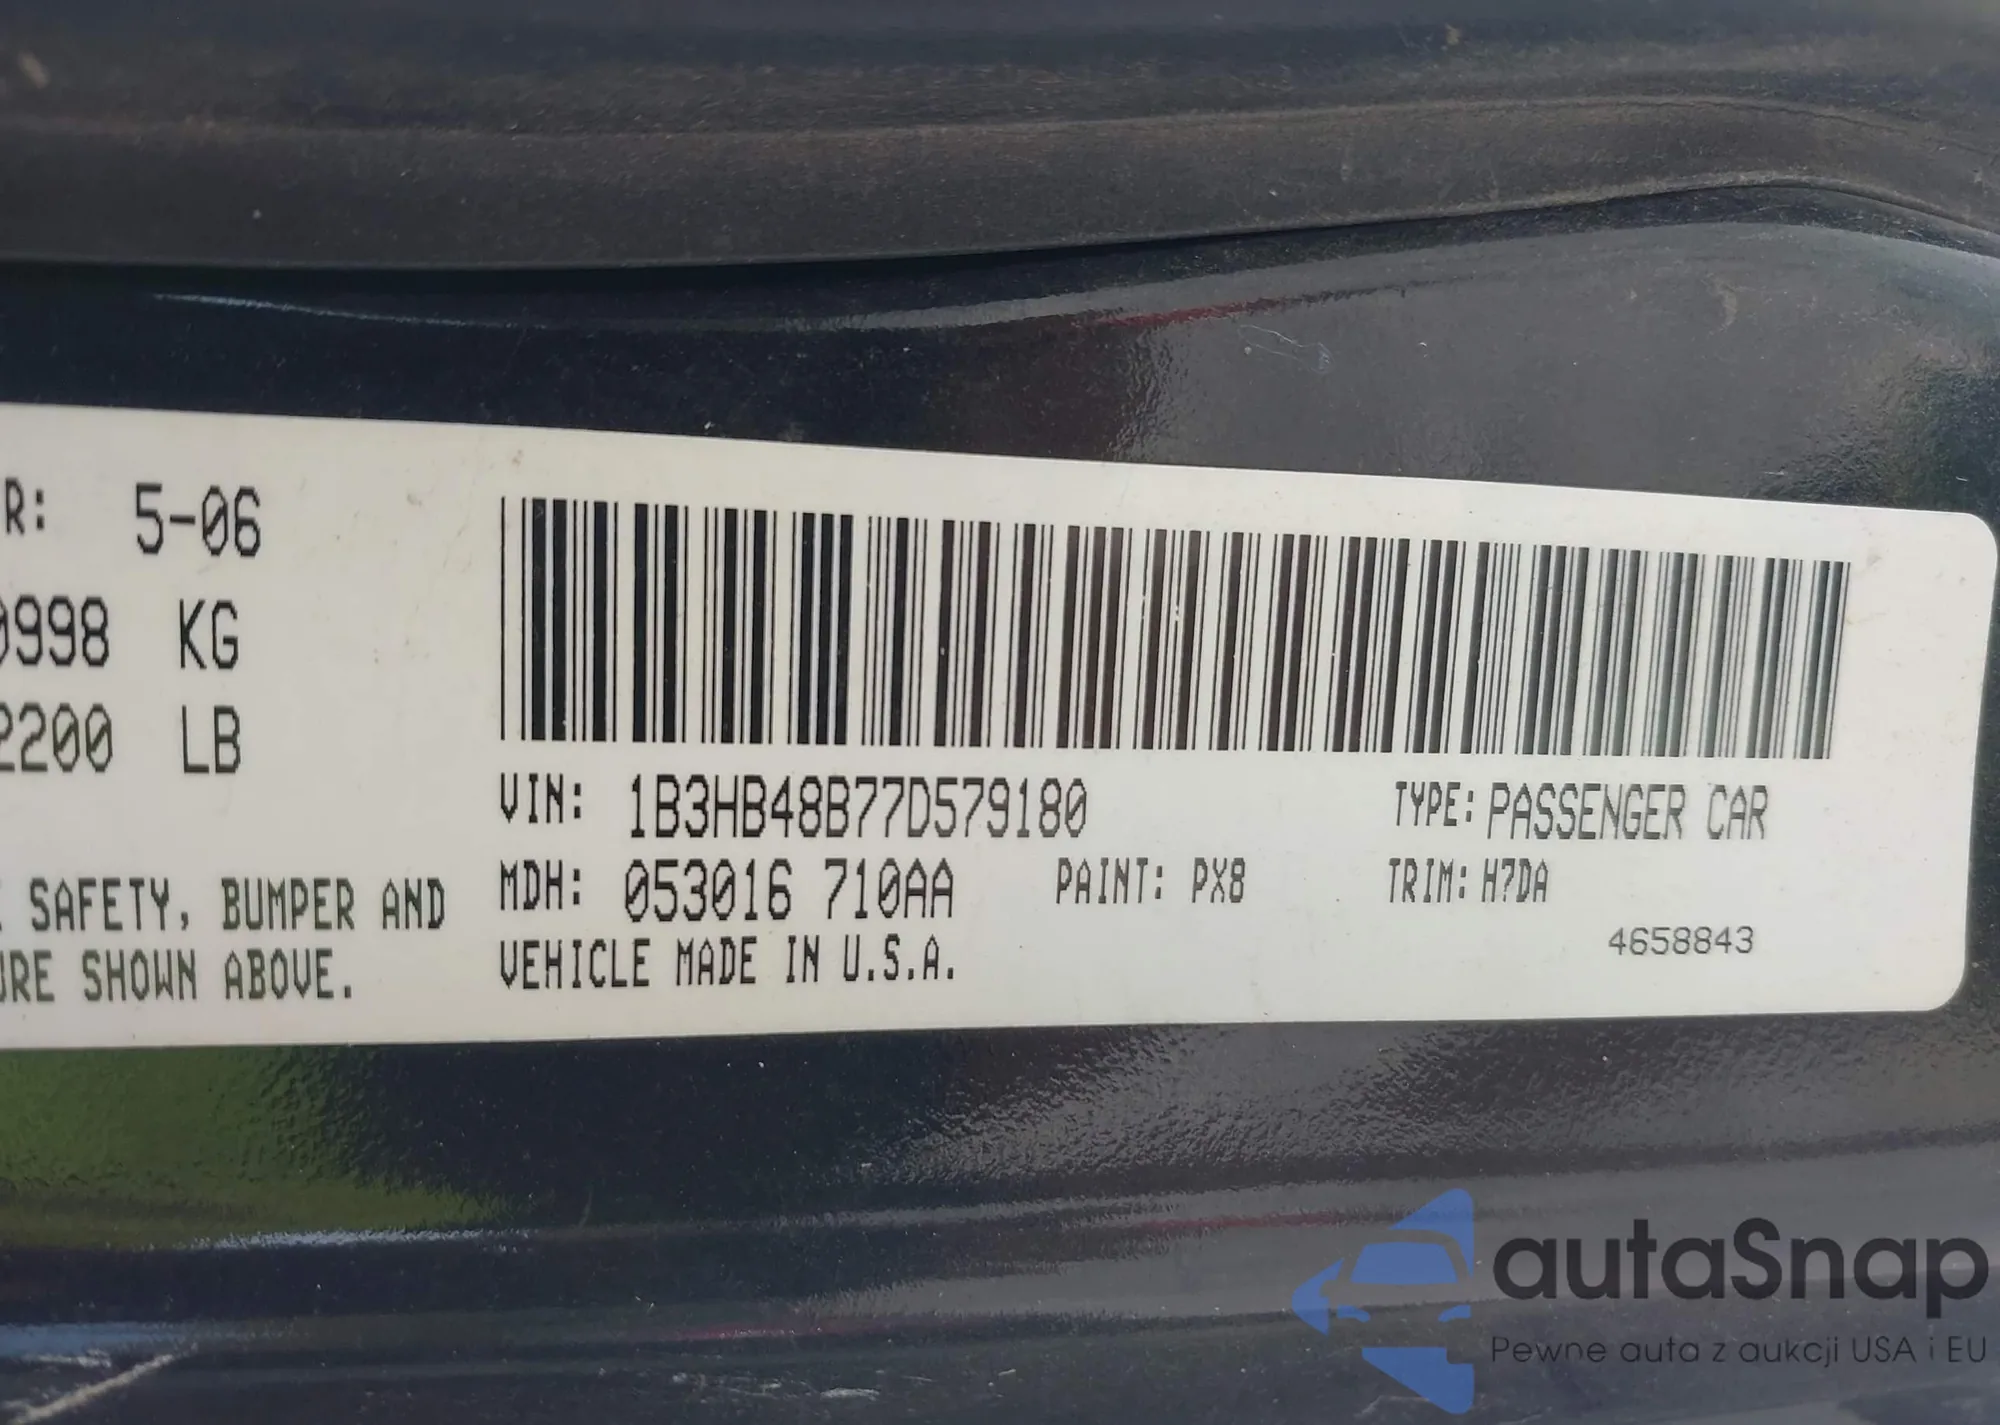 R: 5-06
0998 KG
2200 LB
SAFETY, BUMPER AND
URE SHOWN ABOVE.
VIN: 1B3HB48B77D579180
TYPE: PASSENGER CAR
MDH: 053016 710AA
PAINT: PX8
TRIM: H7DA
VEHICLE MADE IN U.S.A.
4658843
autaSnap
Pewne auta z aukcji USA i EU